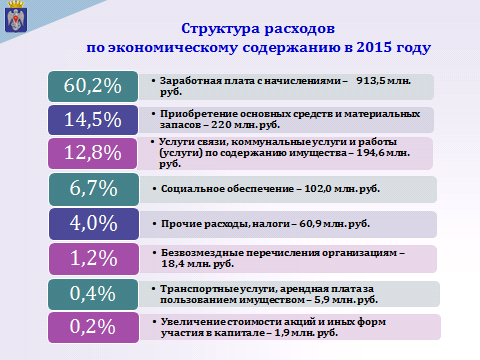 Структура расходов
по экономическому содержанию в 2015 году
60,2%
• Заработная плата с начислениями – 913,5 млн.
руб.
14,5%
• Приобретение основных средств и материальных
запасов – 220 млн. руб.
12,8%
• Услуги связи, коммунальные услуги и работы
(услуги) по содержанию имущества – 194,6 млн.
руб.
6,7%
• Социальное обеспечение – 102,0 млн. руб.
4,0%
• Прочие расходы, налоги – 60,9 млн. руб.
1,2%
• Безвозмездные перечисления организациям –
18,4 млн. руб.
0,4%
• Транспортные услуги, арендная плата за
пользованием имуществом – 5,9 млн. руб.
0,2%
• Увеличение стоимости акций и иных форм
участия в капитале – 1,9 млн. руб.